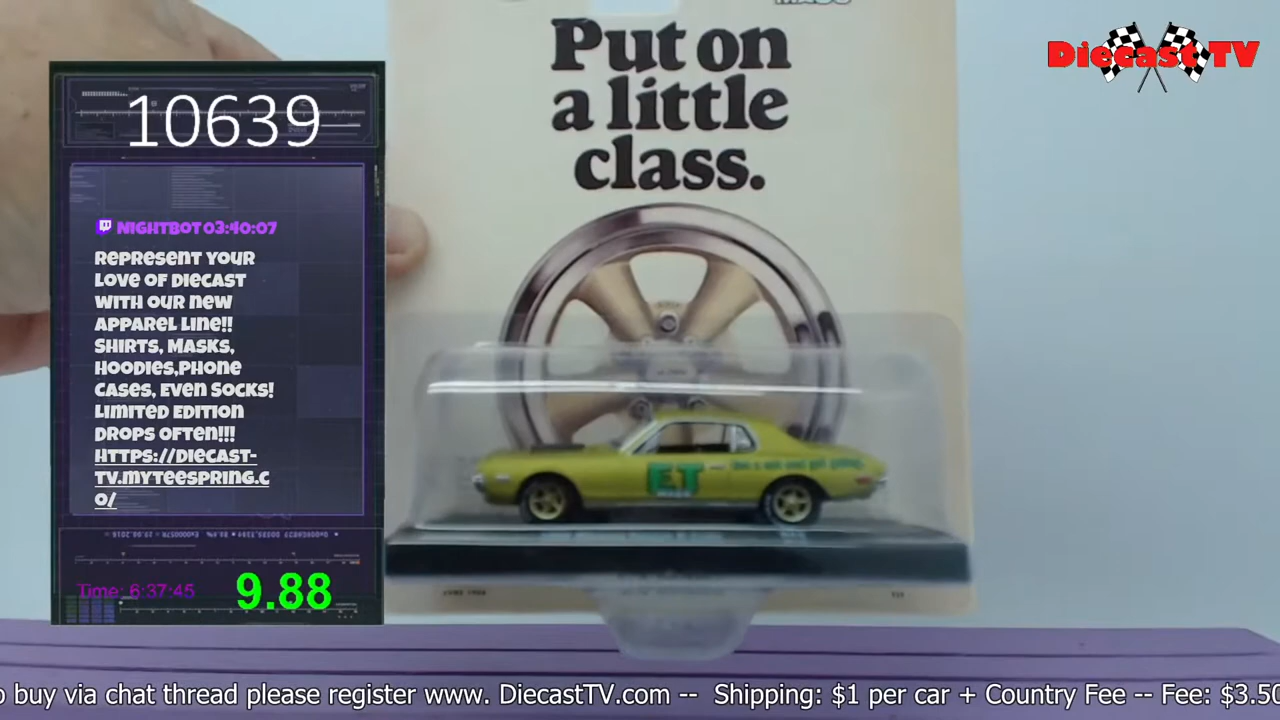 Put on
a little
class.
Diecast TV
10639
NIGHTBOT 03:40:07
REPRESENT YOUR
LOVE OF DIECAST
WITH OUR NEW
APPAREL LINE!!
SHIRTS, MASKS,
HOODIES,PHONE
CASES, EVEN SOCKS!
LIMITED EDITION
DROPS OFTEN!!!
HTTPS://DIECAST-
TV.MYTEESPRING.C
O/
Time: 6:37:45
9.88
ET
o buy via chat thread please register www. DiecastTV.com -- Shipping: $1 per car + Country Fee -- Fee: $3.50